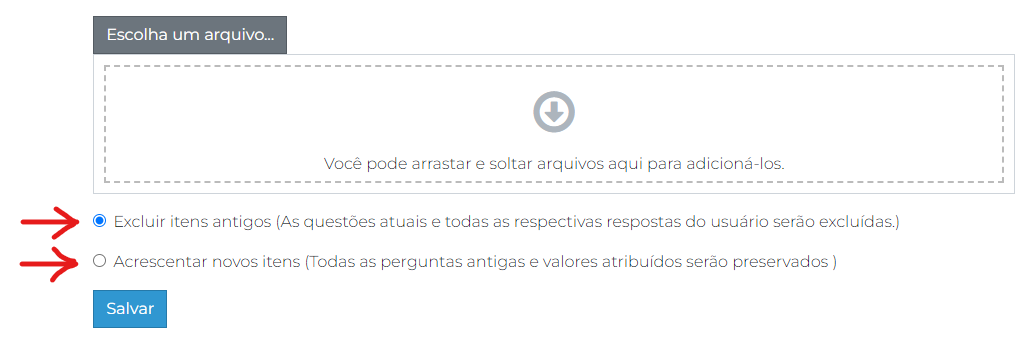 Escolha um arquivo...
Você pode arrastar e soltar arquivos aqui para adicioná-los.
Excluir itens antigos (As questões atuais e todas as respectivas respostas do usuário serão excluídas.)
Acrescentar novos itens (Todas as perguntas antigas e valores atribuídos serão preservados )
Salvar